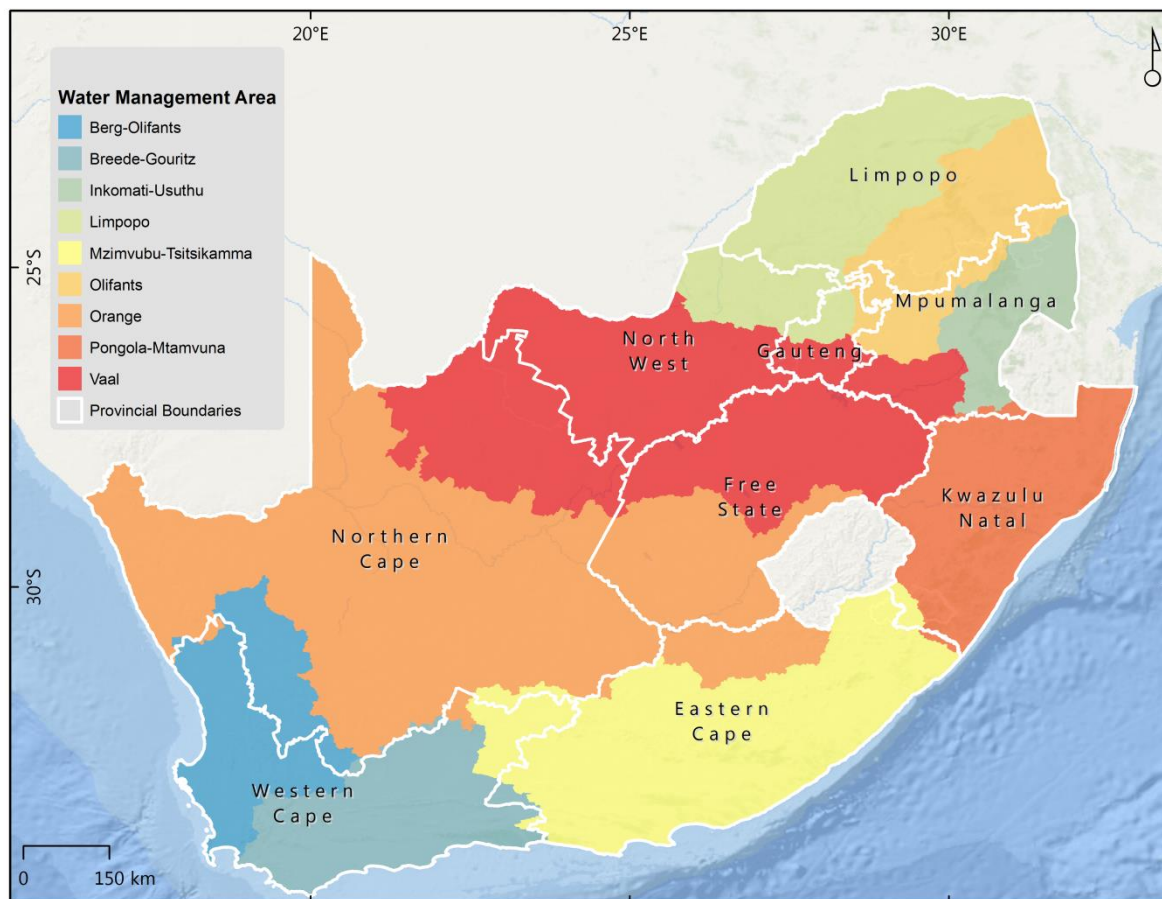 20°E
25°E
30°E
Water Management Area
Berg-Olifants
Breede-Gouritz
Inkomati-Usuthu
Limpopo
Mzimvubu-Tsitsikamma
Olifants
Orange
Pongola-Mtamvuna
Vaal
Provincial Boundaries
25°S
30°S
Limpopo
Mpumalanga
North
West
Gauteng
Free
State
Kwazulu
Natal
Northern
Cape
Eastern
Cape
Western
Cape
0 150 km